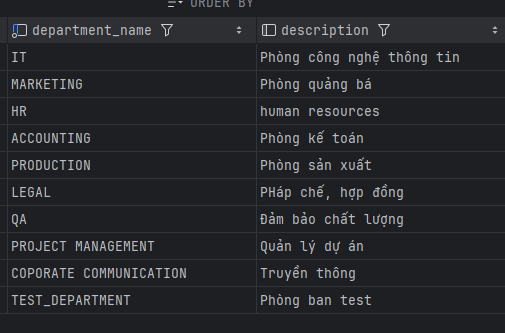 ORDER BY
department_name description
IT Phòng công nghệ thông tin
MARKETING Phòng quảng bá
HR human resources
ACCOUNTING Phòng kế toán
PRODUCTION Phòng sản xuất
LEGAL PHáp chế, hợp đồng
QA Đảm bảo chất lượng
PROJECT MANAGEMENT Quản lý dự án
COPORATE COMMUNICATION Truyền thông
TEST_DEPARTMENT Phòng ban test